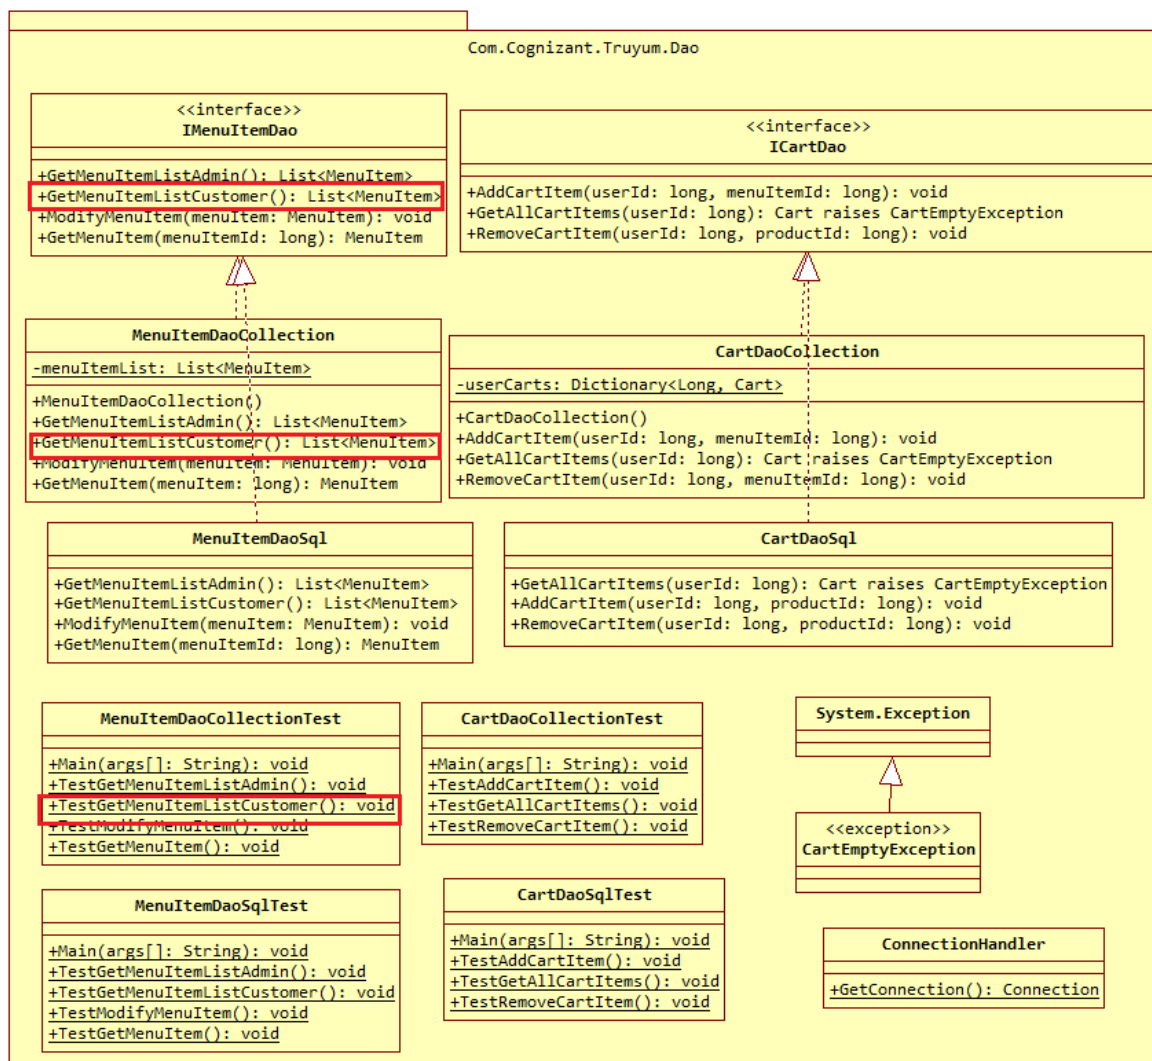 Com.Cognizant.Truyum.Dao
<<interface>>
IMenuItemDao
+GetMenuItemListAdmin(): List<MenuItem>
+GetMenuItemListCustomer(): List<MenuItem>
+ModifyMenuItem(menuItem: MenuItem): void
+GetMenuItem(menuItemId: long): MenuItem
<<interface>>
ICartDao
+AddCartItem(userId: long, menuItemId: long): void
+GetAllCartItems(userId: long): Cart raises CartEmptyException
+RemoveCartItem(userId: long, productId: long): void
MenuItemDaoCollection
-menuItemList: List<MenuItem>
+MenuItemDaoCollection()
+GetMenuItemListAdmin(): List<MenuItem>
+GetMenuItemListCustomer(): List<MenuItem>
+ModifyMenuItem(menuItem: MenuItem): void
+GetMenuItem(menuItem: long): MenuItem
CartDaoCollection
-userCarts: Dictionary<Long, Cart>
+CartDaoCollection()
+AddCartItem(userId: long, menuItemId: long): void
+GetAllCartItems(userId: long): Cart raises CartEmptyException
+RemoveCartItem(userId: long, menuItemId: long): void
MenuItemDaoSql
+GetMenuItemListAdmin(): List<MenuItem>
+GetMenuItemListCustomer(): List<MenuItem>
+ModifyMenuItem(menuItem: MenuItem): void
+GetMenuItem(menuItemId: long): MenuItem
CartDaoSql
+GetAllCartItems(userId: long): Cart raises CartEmptyException
+AddCartItem(userId: long, productId: long): void
+RemoveCartItem(userId: long, productId: long): void
MenuItemDaoCollectionTest
+Main(args[]: String): void
+TestGetMenuItemListAdmin(): void
+TestGetMenuItemListCustomer(): void
+TestModifyMenuItem(): void
+TestGetMenuItem(): void
CartDaoCollectionTest
+Main(args[]: String): void
+TestAddCartItem(): void
+TestGetAllCartItems(): void
+TestRemoveCartItem(): void
System.Exception
<<exception>>
CartEmptyException
MenuItemDaoSqlTest
+Main(args[]: String): void
+TestGetMenuItemListAdmin(): void
+TestGetMenuItemListCustomer(): void
+TestModifyMenuItem(): void
+TestGetMenuItem(): void
CartDaoSqlTest
+Main(args[]: String): void
+TestAddCartItem(): void
+TestGetAllCartItems(): void
+TestRemoveCartItem(): void
ConnectionHandler
+GetConnection(): Connection